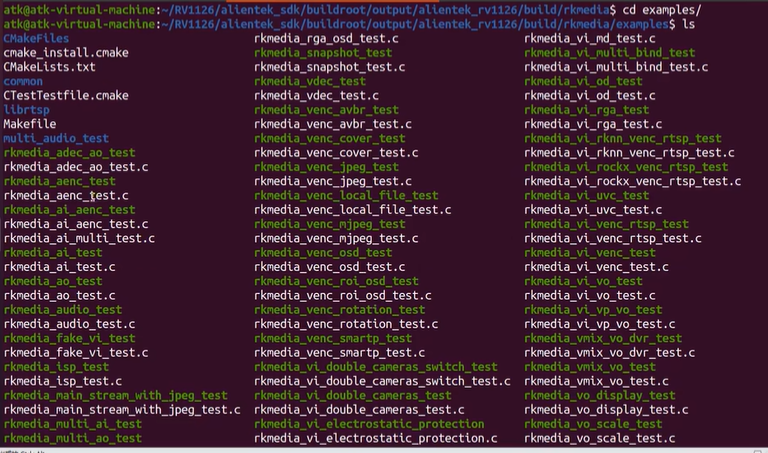 atk@atk-virtual-machine:~/RV1126/alientek_sdk/buildroot/output/alientek_rv1126/build/rkmedia$ cd examples/
atk@atk-virtual-machine:~/RV1126/alientek_sdk/buildroot/output/alientek_rv1126/build/rkmedia/examples$ ls
CMakeFiles rkmedia_rga_osd_test.c rkmedia_vi_md_test.c
cmake_install.cmake rkmedia_snapshot_test rkmedia_vi_multi_bind_test
CMakeLists.txt rkmedia_snapshot_test.c rkmedia_vi_multi_bind_test.c
common rkmedia_vdec_test rkmedia_vi_od_test
CTestTestfile.cmake rkmedia_vdec_test.c rkmedia_vi_od_test.c
librtsp rkmedia_venc_avbr_test rkmedia_vi_rga_test
Makefile rkmedia_venc_avbr_test.c rkmedia_vi_rga_test.c
multi_audio_test rkmedia_venc_cover_test rkmedia_vi_rknn_venc_rtsp_test
rkmedia_adec_ao_test rkmedia_venc_cover_test.c rkmedia_vi_rknn_venc_rtsp_test.c
rkmedia_adec_ao_test.c rkmedia_venc_jpeg_test rkmedia_vi_rockx_venc_rtsp_test
rkmedia_aenc_test rkmedia_venc_jpeg_test.c rkmedia_vi_rockx_venc_rtsp_test.c
rkmedia_aenc_test.c rkmedia_venc_local_file_test rkmedia_vi_uvc_test
rkmedia_ai_aenc_test rkmedia_venc_local_file_test.c rkmedia_vi_uvc_test.c
rkmedia_ai_aenc_test.c rkmedia_venc_mjpeg_test rkmedia_vi_venc_rtsp_test
rkmedia_ai_multi_test.c rkmedia_venc_mjpeg_test.c rkmedia_vi_venc_rtsp_test.c
rkmedia_ai_test rkmedia_venc_osd_test rkmedia_vi_venc_test
rkmedia_ai_test.c rkmedia_venc_osd_test.c rkmedia_vi_venc_test.c
rkmedia_ao_test rkmedia_venc_roi_osd_test rkmedia_vi_vo_test
rkmedia_ao_test.c rkmedia_venc_roi_osd_test.c rkmedia_vi_vo_test.c
rkmedia_audio_test rkmedia_venc_rotation_test rkmedia_vi_vp_vo_test
rkmedia_audio_test.c rkmedia_venc_rotation_test.c rkmedia_vi_vp_vo_test.c
rkmedia_fake_vi_test rkmedia_venc_smartp_test rkmedia_vmix_vo_dvr_test
rkmedia_fake_vi_test.c rkmedia_venc_smartp_test.c rkmedia_vmix_vo_dvr_test.c
rkmedia_isp_test rkmedia_vi_double_cameras_switch_test rkmedia_vmix_vo_test
rkmedia_isp_test.c rkmedia_vi_double_cameras_switch_test.c rkmedia_vmix_vo_test.c
rkmedia_main_stream_with_jpeg_test rkmedia_vi_double_cameras_test rkmedia_vo_display_test
rkmedia_main_stream_with_jpeg_test.c rkmedia_vi_double_cameras_test.c rkmedia_vo_display_test.c
rkmedia_multi_ai_test rkmedia_vi_electrostatic_protection rkmedia_vo_scale_test
rkmedia_multi_ao_test rkmedia_vi_electrostatic_protection.c rkmedia_vo_scale_test.c